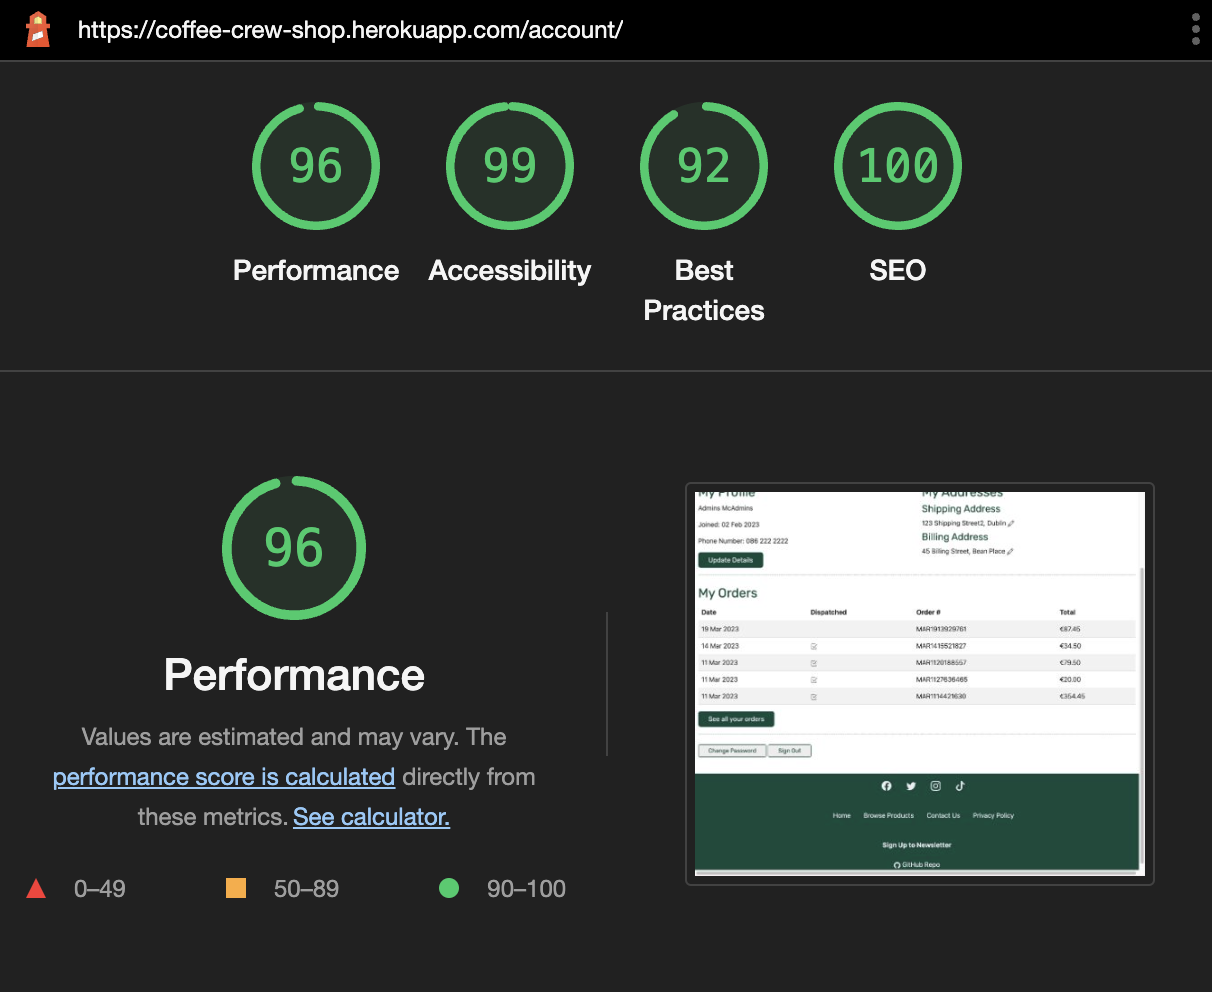 https://coffee-crew-shop.herokuapp.com/account/
96
99
92
100
Performance
Accessibility
Best
Practices
SEO
96
Performance
Values are estimated and may vary. The
performance score is calculated directly from
these metrics. See calculator.
0–49
50–89
90–100
My Profile
Admins McAdmins
Joined: 02 Feb 2023
Phone Number: 086 222 2222
Update Details
My Addresses
Shipping Address
123 Shipping Street2, Dublin
Billing Address
45 Billing Street, Bean Place
My Orders
Date Dispatched Order # Total
19 Mar 2023 MAR1913929761 €87.45
14 Mar 2023 MAR1415521827 €34.50
11 Mar 2023 MAR1120188557 €79.50
11 Mar 2023 MAR1127636465 €20.00
11 Mar 2023 MAR1114421630 €354.45
See all your orders
Change Password Sign Out
Home Browse Products Contact Us Privacy Policy
Sign Up to Newsletter
GitHub Repo